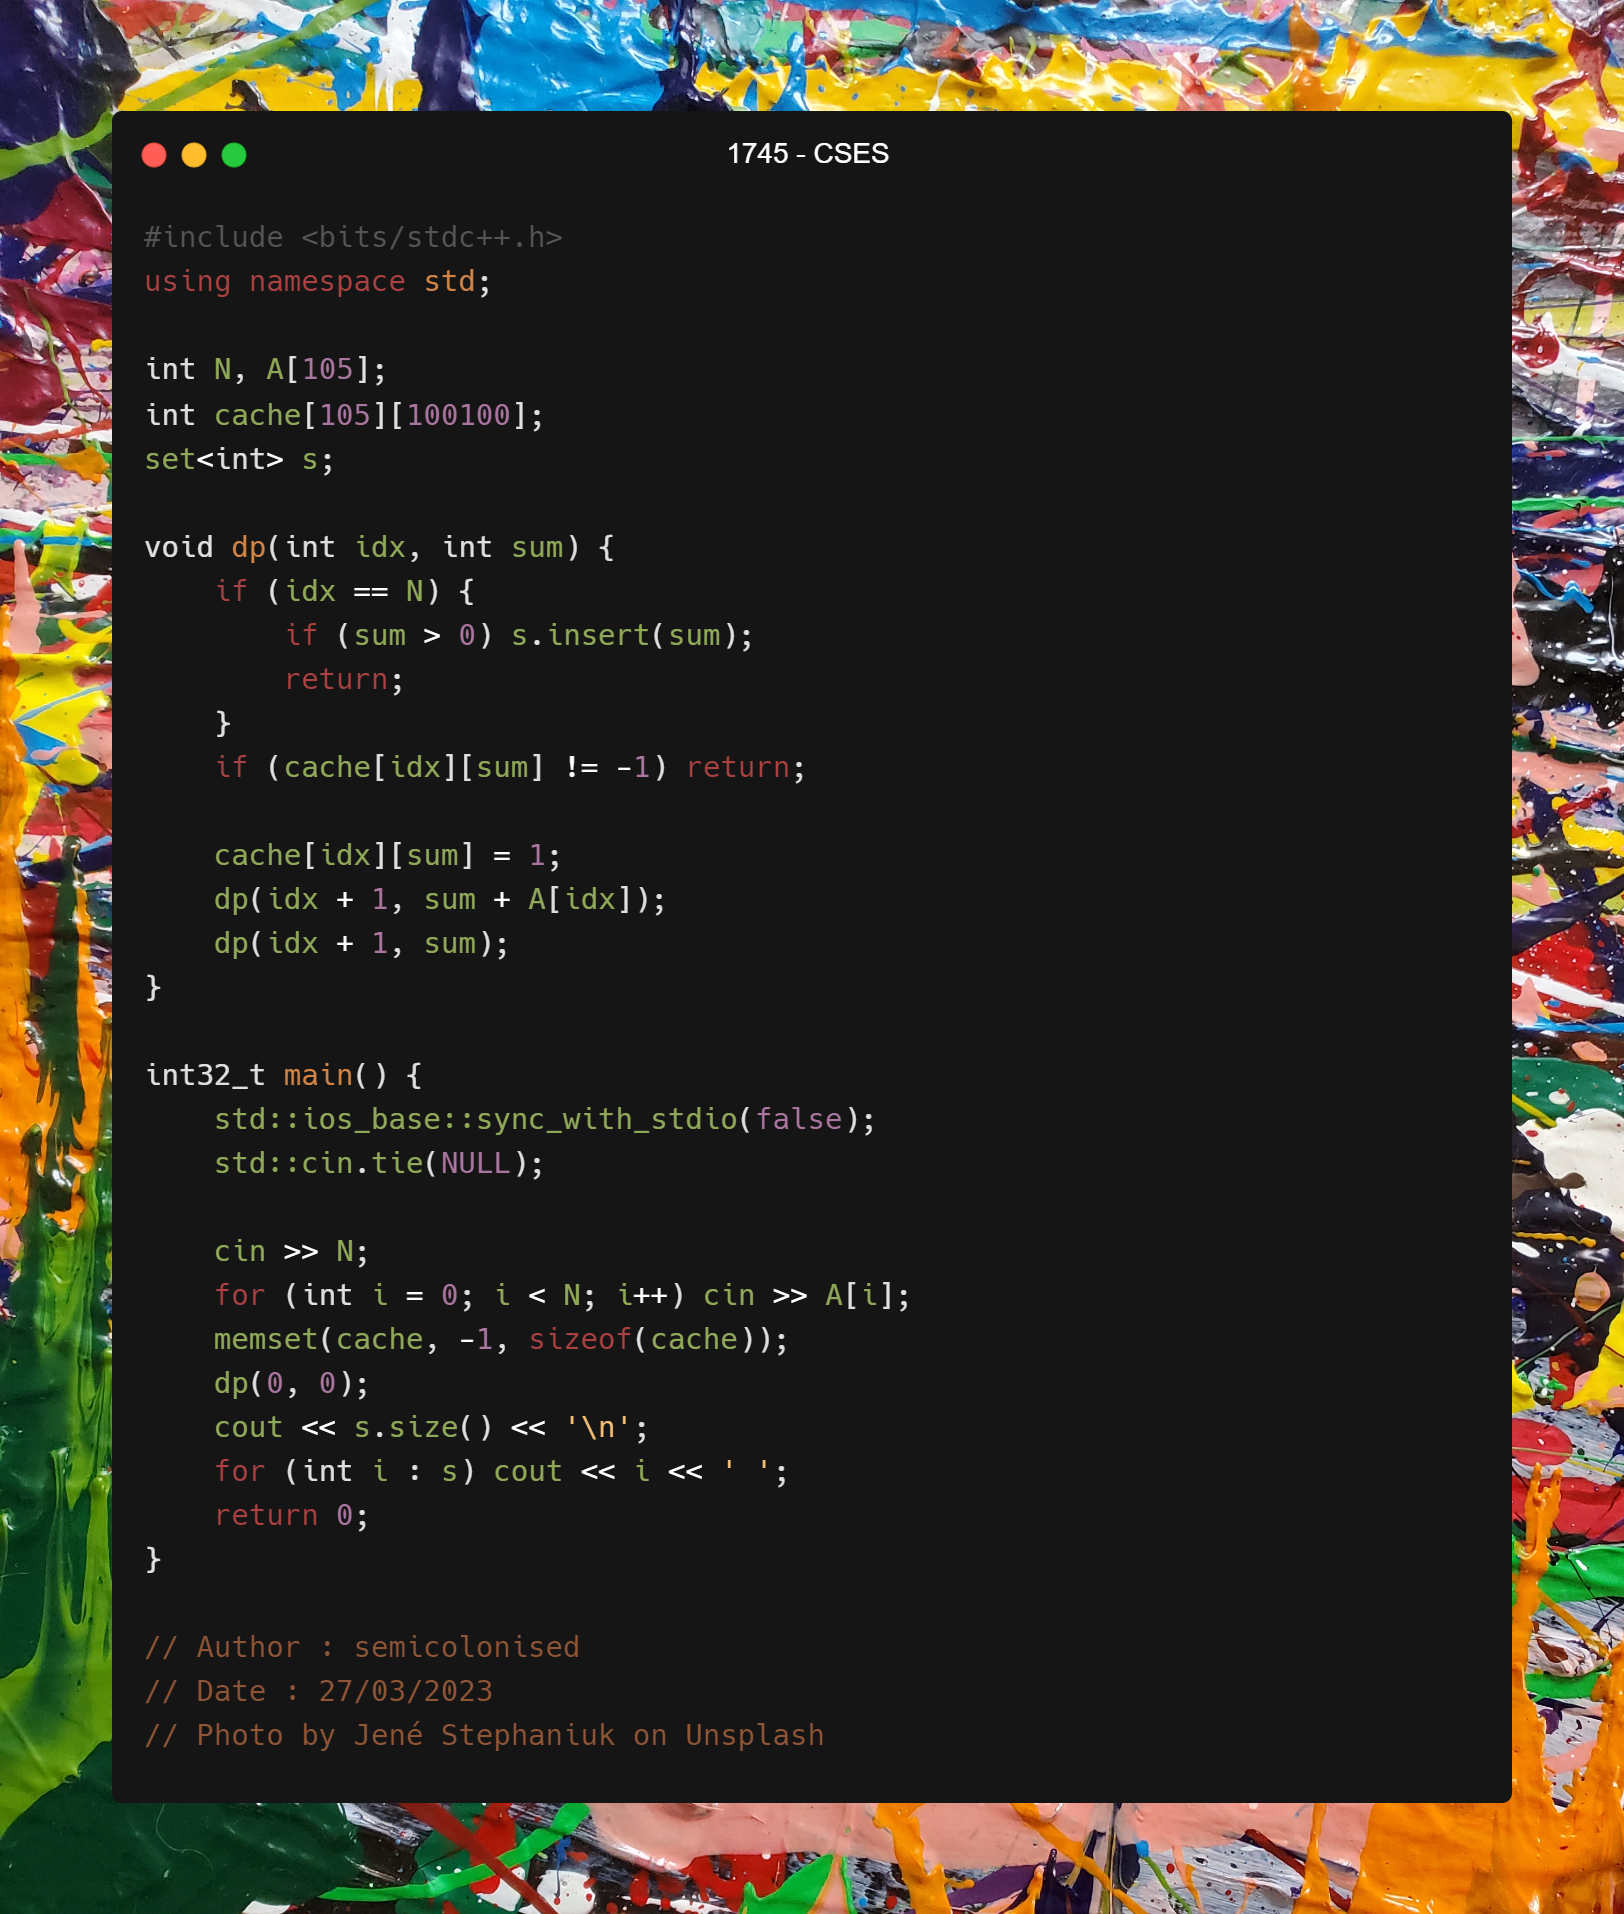 1745 - CSES
#include <bits/stdc++.h>
using namespace std;
int N, A[105];
int cache[105][100100];
set<int> s;
void dp(int idx, int sum) {
    if (idx == N) {
        if (sum > 0) s.insert(sum);
        return;
    }
    if (cache[idx][sum] != -1) return;
    cache[idx][sum] = 1;
    dp(idx + 1, sum + A[idx]);
    dp(idx + 1, sum);
}
int32_t main() {
    std::ios_base::sync_with_stdio(false);
    std::cin.tie(NULL);
    cin >> N;
    for (int i = 0; i < N; i++) cin >> A[i];
    memset(cache, -1, sizeof(cache));
    dp(0, 0);
    cout << s.size() << '\n';
    for (int i : s) cout << i << ' ';
    return 0;
}
// Author : semicolonised
// Date : 27/03/2023
// Photo by Jené Stephaniuk on Unsplash